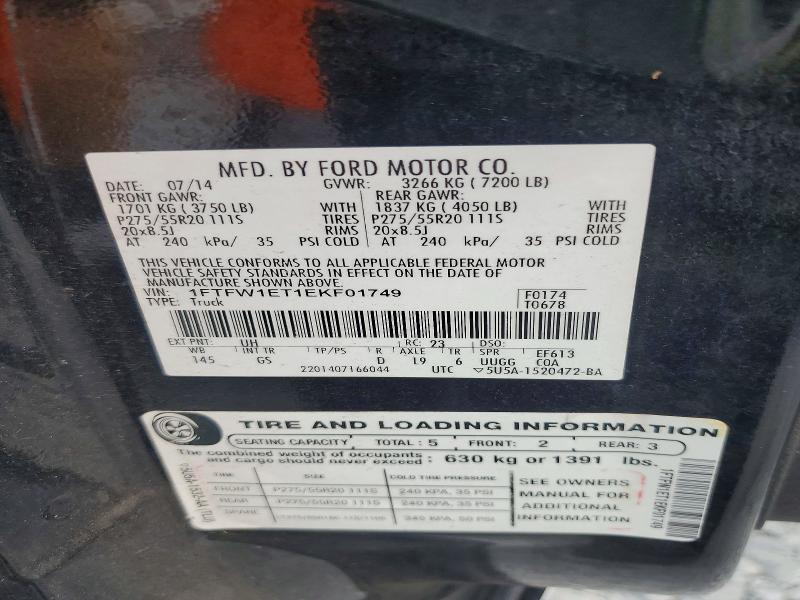 MFD. BY FORD MOTOR CO.
DATE: 07/14 GVWR: 3266 KG ( 7200 LB)
FRONT GAWR: REAR GAWR:
1701 KG ( 3750 LB) WITH 1837 KG ( 4050 LB) WITH
P275/55R20 111S TIRES P275/55R20 111S TIRES
20x8.5J RIMS 20x8.5J RIMS
AT 240 kPa/ 35 PSI COLD AT 240 kPa/ 35 PSI COLD
THIS VEHICLE CONFORMS TO ALL APPLICABLE FEDERAL MOTOR
VEHICLE SAFETY STANDARDS IN EFFECT ON THE DATE OF
MANUFACTURE SHOWN ABOVE.
VIN: 1FTFW1ET1EKF01749 F0174
TYPE: Truck T0678
EXT PNT: UH RC: 23 DSO:
WB INT TR TP/PS R AXLE TR SPR EF613
145 GS D L9 6 UUGG COA
2201407166044 UTC 5U5A-1520472-BA
TIRE AND LOADING INFORMATION
SEATING CAPACITY TOTAL: 5 FRONT: 2 REAR: 3
The combined weight of occupants
and cargo should never exceed: 630 kg or 1391 lbs.
TIRE SIZE COLD TIRE PRESSURE
FRONT P275/55R20 111S 240 KPA, 35 PSI
REAR P275/55R20 111S 240 KPA, 35 PSI
SPARE
SEE OWNERS
MANUAL FOR
ADDITIONAL
INFORMATION
1FTFW1ET1EKF01749